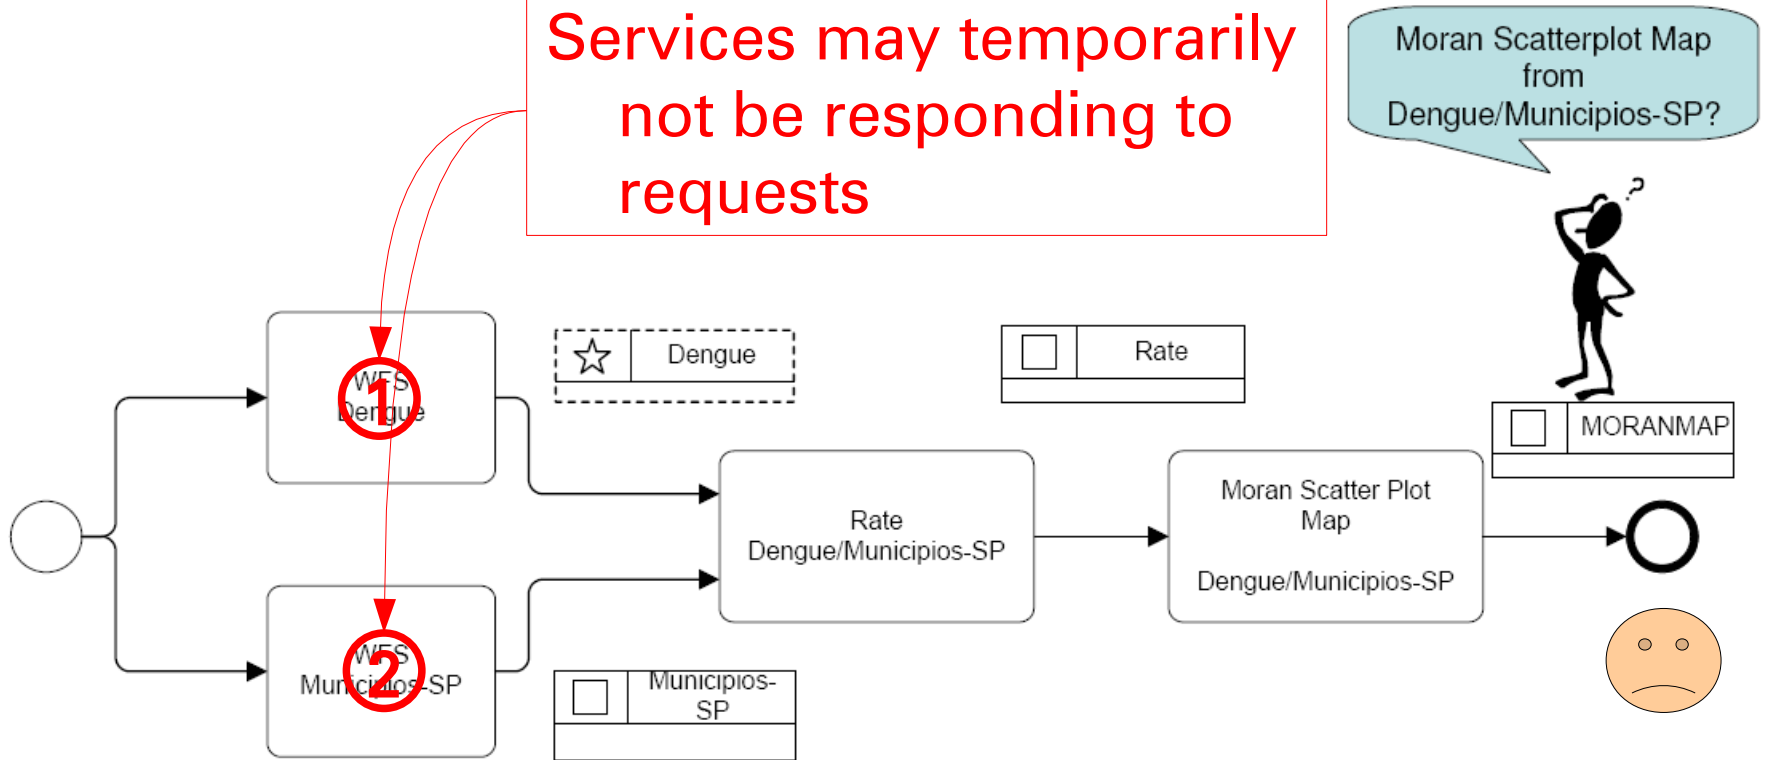 Services may temporarily
not be responding to
requests
Moran Scatterplot Map
from
Dengue/Municipios-SP?
WFS
Dengue
1
Dengue
Rate
MORANMAP
Rate
Dengue/Municipios-SP
Moran Scatter Plot
Map
Dengue/Municipios-SP
WFS
Municipios-SP
2
Municipios-
SP